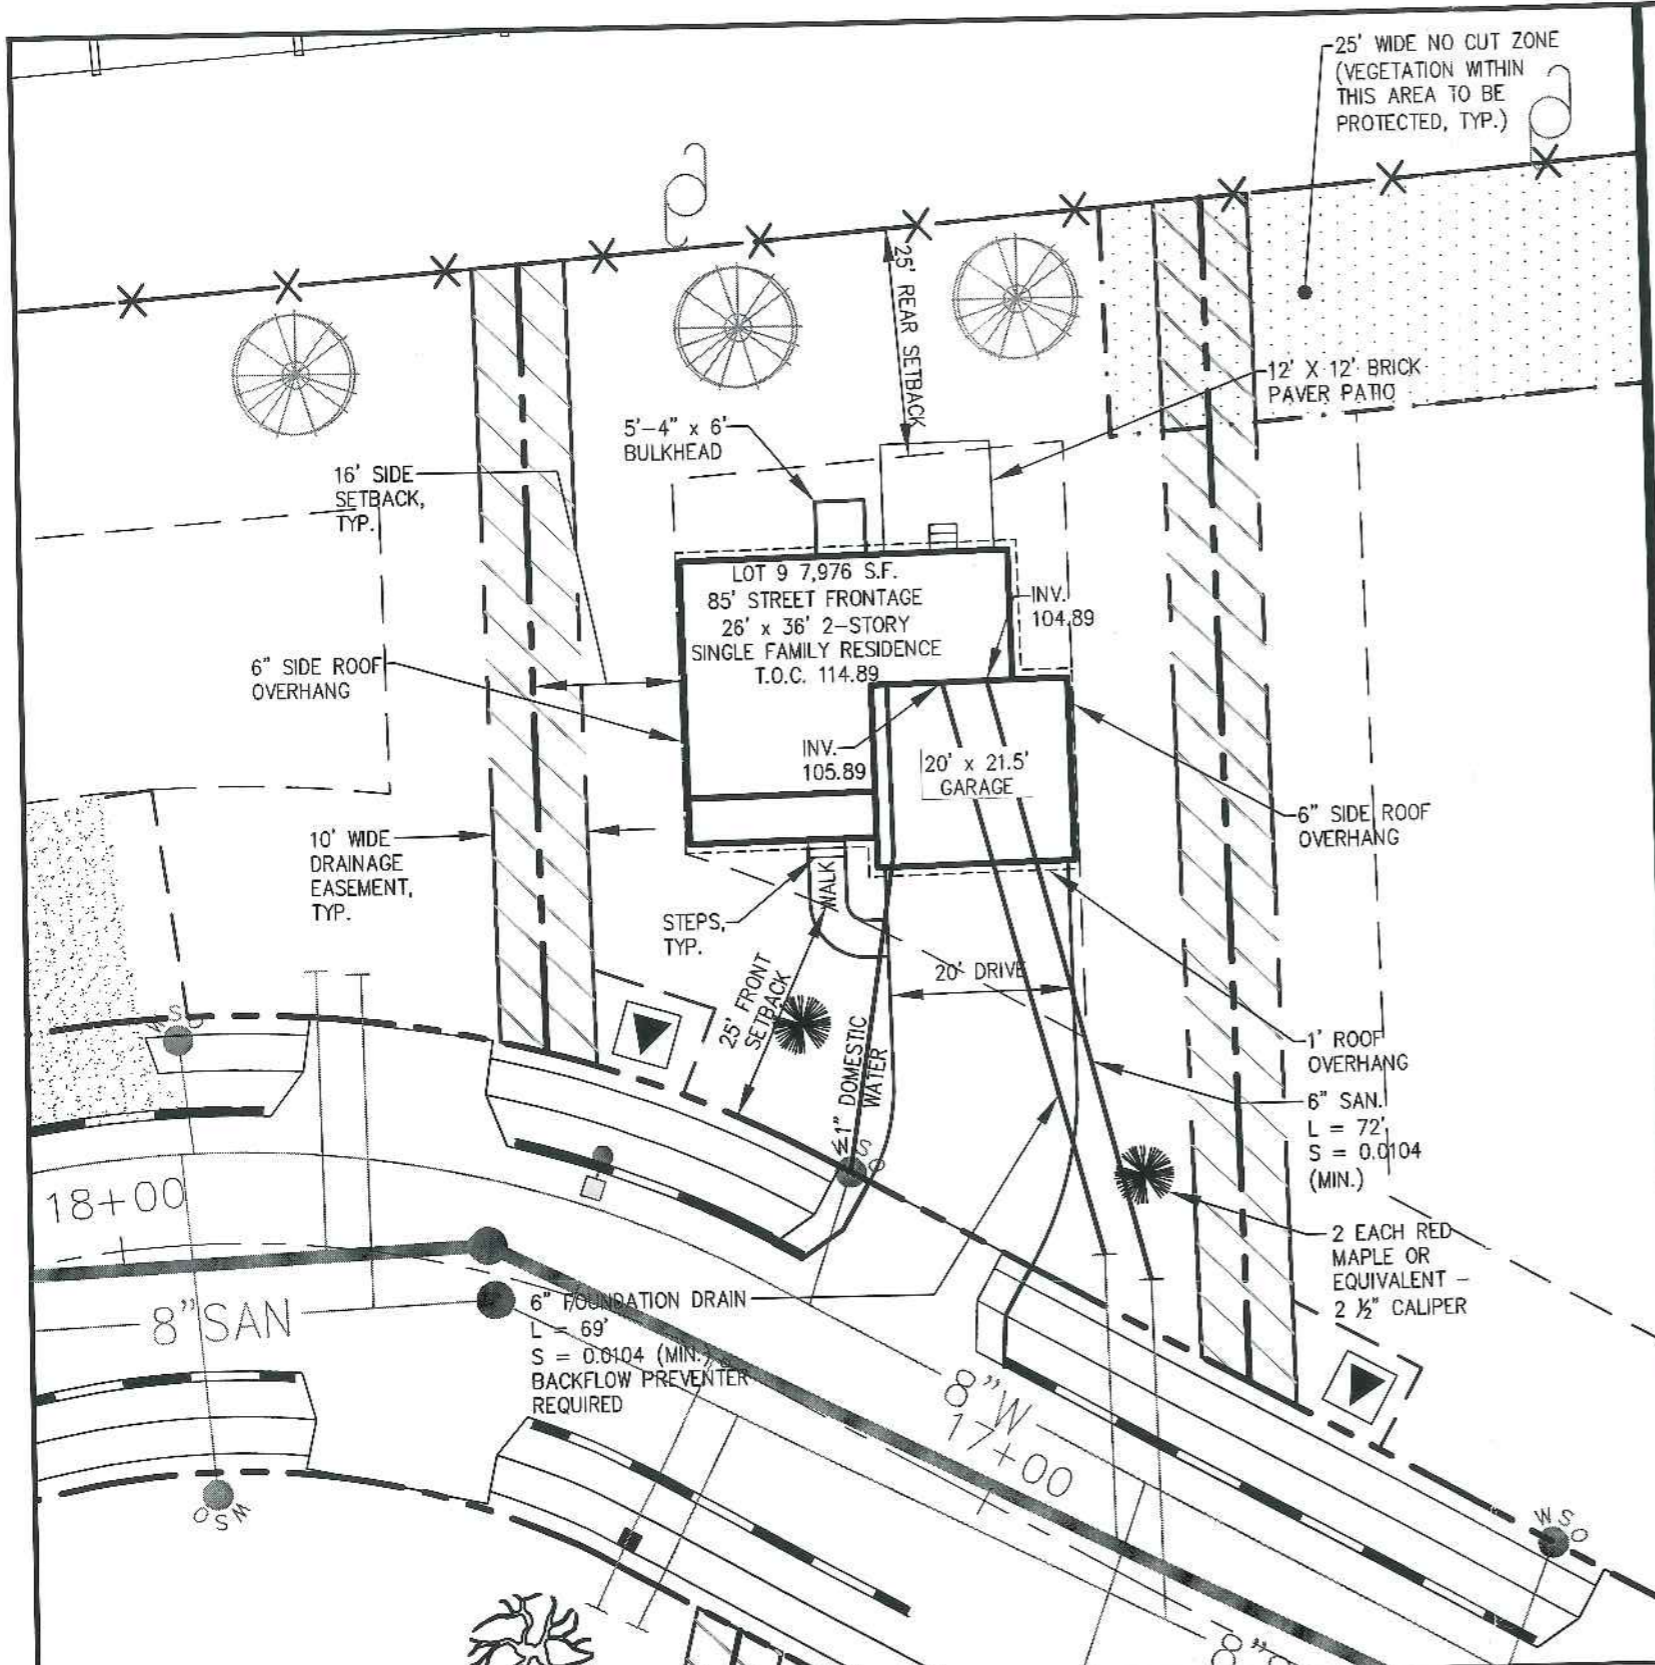 25' WIDE NO CUT ZONE
(VEGETATION WITHIN
THIS AREA TO BE
PROTECTED, TYP.)
25' REAR SETBACK
12' X 12' BRICK
PAVER PATIO
5'-4" x 6'
BULKHEAD
16' SIDE
SETBACK,
TYP.
LOT 9 7,976 S.F.
85' STREET FRONTAGE
26' x 36' 2-STORY
SINGLE FAMILY RESIDENCE
T.O.C. 114.89
INV.
104.89
6" SIDE ROOF
OVERHANG
INV.
105.89
20' x 21.5'
GARAGE
6" SIDE ROOF
OVERHANG
10' WIDE
DRAINAGE
EASEMENT,
TYP.
WALK
STEPS,
TYP.
25' FRONT
SETBACK
20' DRIVE
1" DOMESTIC
WATER
1' ROOF
OVERHANG
6" SAN.
L = 72'
S = 0.0104
(MIN.)
WSO
WSO
18+00
2 EACH RED
MAPLE OR
EQUIVALENT -
2 ½" CALIPER
8"SAN
6" FOUNDATION DRAIN
L = 69'
S = 0.0104 (MIN.)
BACKFLOW PREVENTER
REQUIRED
8"W
17+00
WSO
WSO